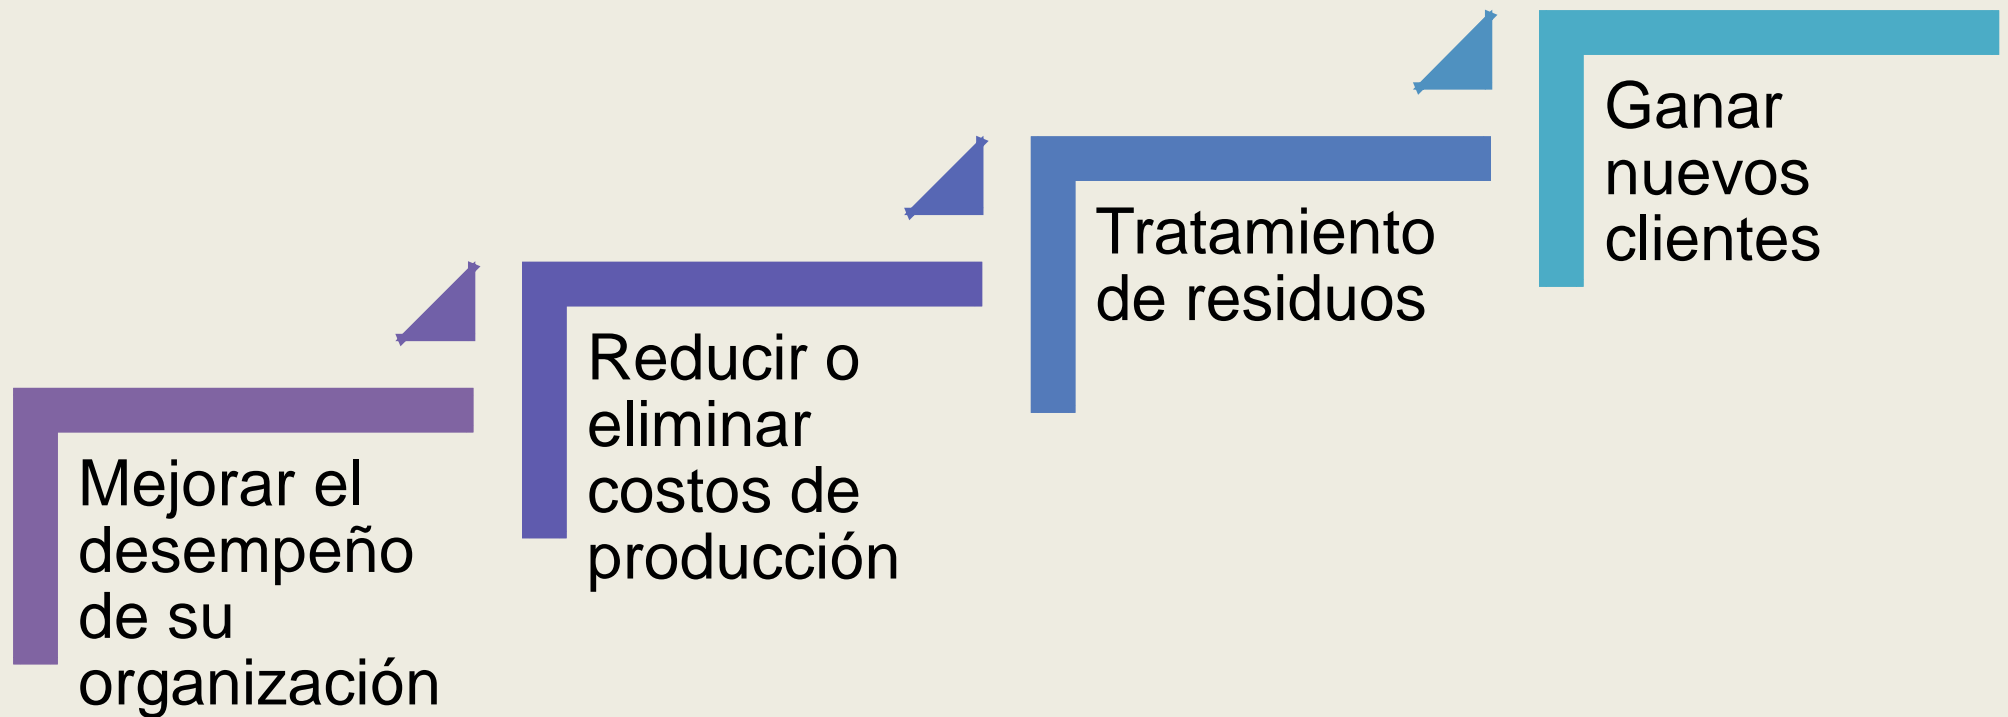 Mejorar el
desempeño
de su
organización
Reducir o
eliminar
costos de
producción
Tratamiento
de residuos
Ganar
nuevos
clientes